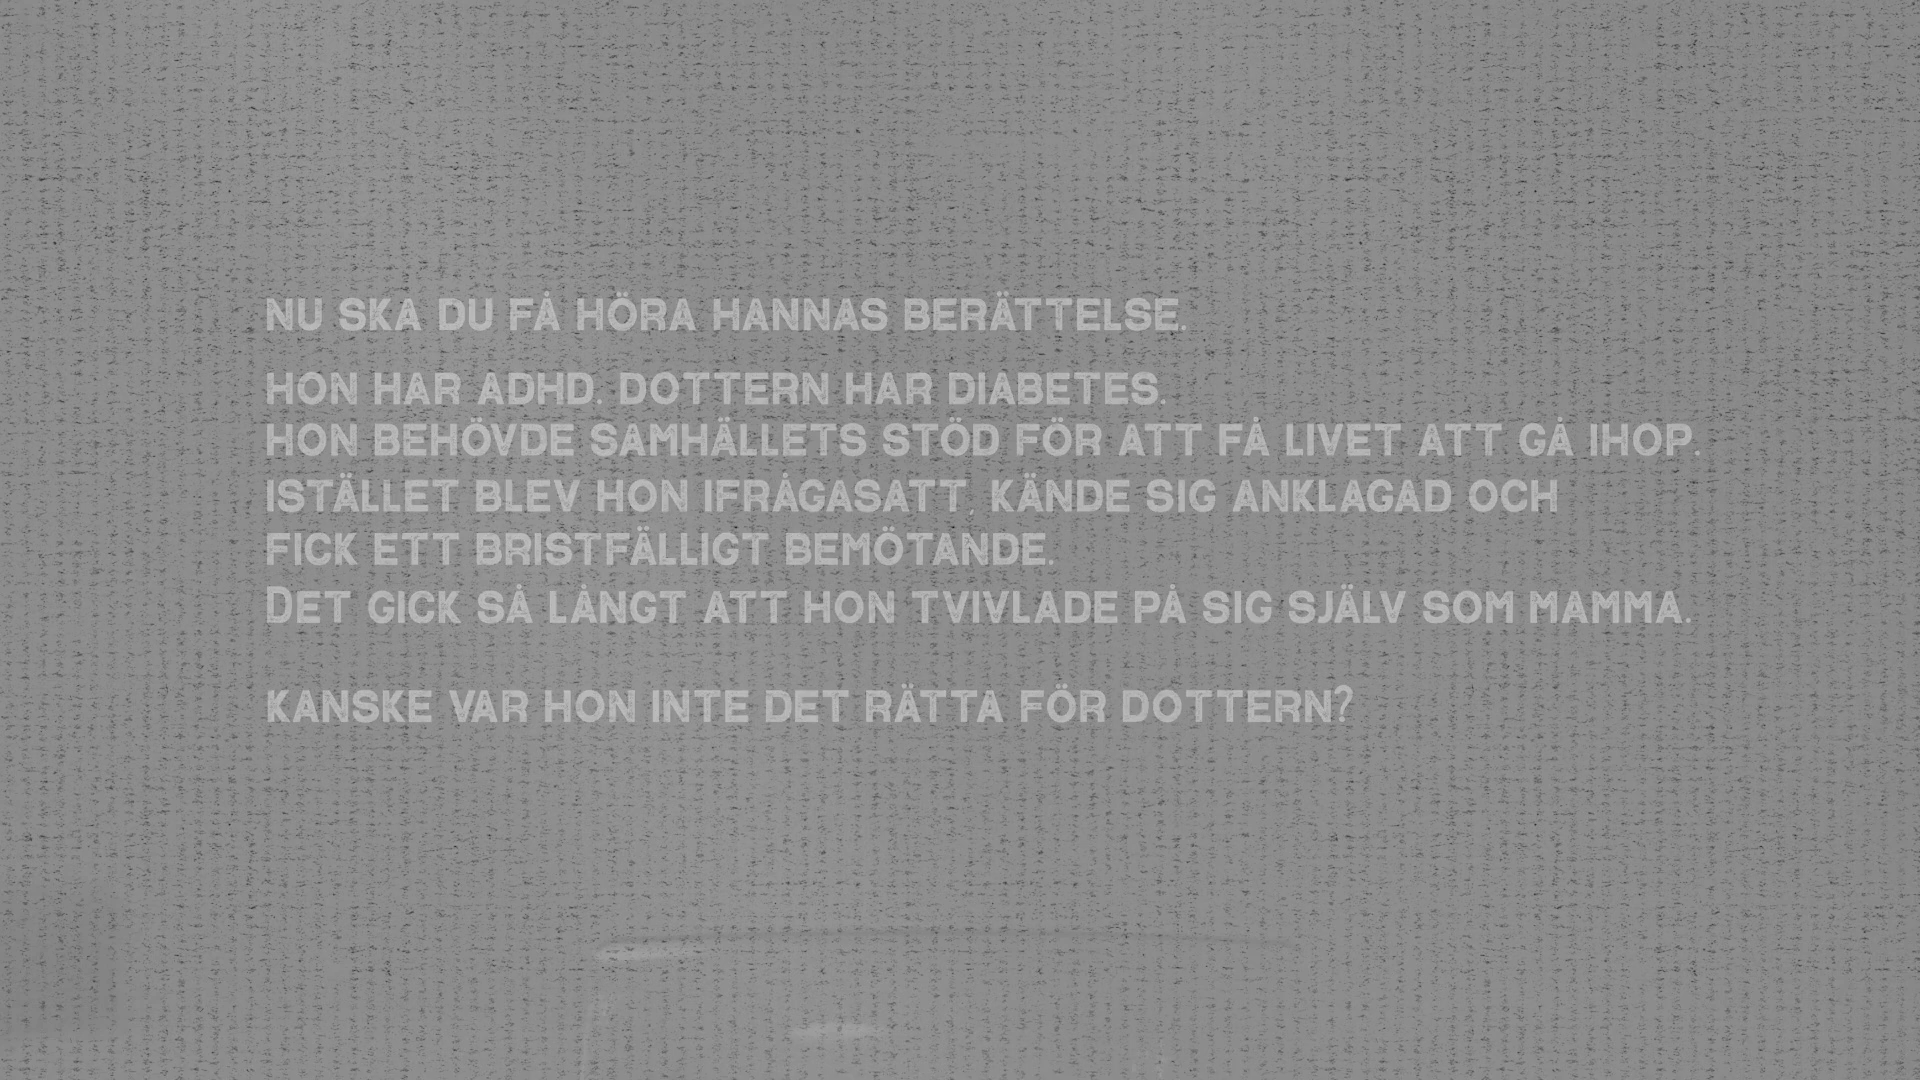 NU SKA DU FÅ HÖRA HANNAS BERÄTTELSE.
HON HAR ADHD. DOTTERN HAR DIABETES.
HON BEHÖVDE SAMHÄLLETS STÖD FÖR ATT FÅ LIVET ATT GÅ IHOP.
ISTÄLLET BLEV HON IFRÅGASATT, KÄNDE SIG ANKLAGAD OCH
FICK ETT BRISTFÄLLIGT BEMÖTANDE.
DET GICK SÅ LÅNGT ATT HON TVIVLADE PÅ SIG SJÄLV SOM MAMMA.
KANSKE VAR HON INTE DET RÄTTA FÖR DOTTERN?